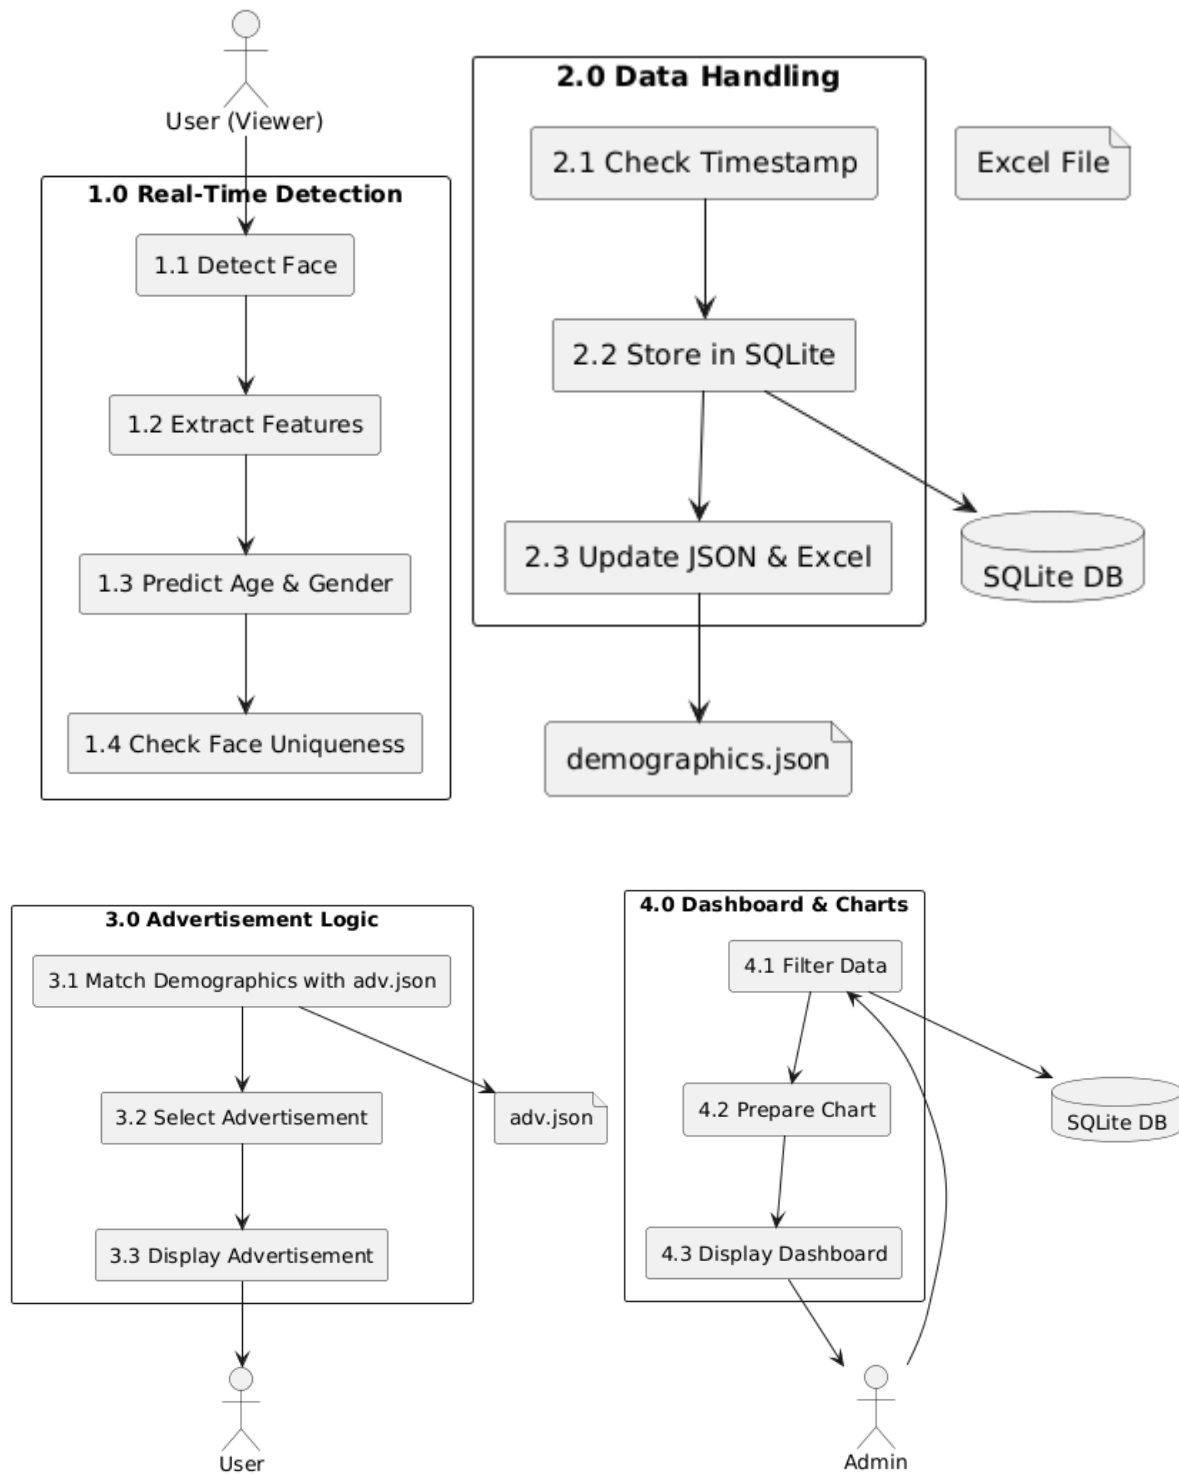 User (Viewer)
1.0 Real-Time Detection
1.1 Detect Face
1.2 Extract Features
1.3 Predict Age & Gender
1.4 Check Face Uniqueness
2.0 Data Handling
2.1 Check Timestamp
Excel File
2.2 Store in SQLite
2.3 Update JSON & Excel
SQLite DB
demographics.json
3.0 Advertisement Logic
3.1 Match Demographics with adv.json
3.2 Select Advertisement
adv.json
3.3 Display Advertisement
User
4.0 Dashboard & Charts
4.1 Filter Data
4.2 Prepare Chart
SQLite DB
4.3 Display Dashboard
Admin